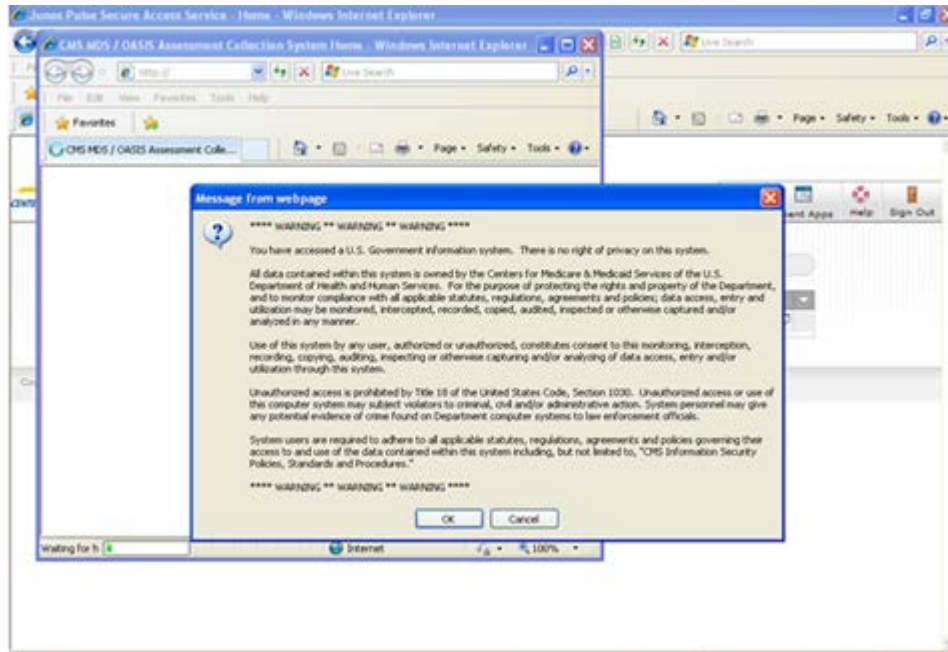 Junos Pulse Secure Access Service - Home - Windows Internet Explorer
CMS MDS / OASIS Assessment Collection System Home - Windows Internet Explorer
http://
Live Search
Live Search
File Edit View Favorites Tools Help
Favorites
Page Safety Tools
CMS MDS / OASIS Assessment Colle...
Page Safety Tools
Help Sign Out
Message from webpage
**** WARNING ** WARNING ** WARNING ****
You have accessed a U.S. Government information system. There is no right of privacy on this system.
All data contained within this system is owned by the Centers for Medicare & Medicaid Services of the U.S.
Department of Health and Human Services. For the purpose of protecting the rights and property of the Department,
and to monitor compliance with all applicable statutes, regulations, agreements and policies; data access, entry and
utilization may be monitored, intercepted, recorded, copied, audited, inspected or otherwise captured and/or
analyzed in any manner.
Use of this system by any user, authorized or unauthorized, constitutes consent to this monitoring, interception,
recording, copying, auditing, inspecting or otherwise capturing and/or analyzing of data access, entry and/or
utilization through this system.
Unauthorized access is prohibited by Title 18 of the United States Code, Section 1030. Unauthorized access or use of
this computer system may subject violators to criminal, civil and/or administrative action. System personnel may give
any potential evidence of crime found on Department computer systems to law enforcement officials.
System users are required to adhere to all applicable statutes, regulations, agreements and policies governing their
access to and use of the data contained within this system including, but not limited to, "CMS Information Security
Policies, Standards and Procedures."
**** WARNING ** WARNING ** WARNING ****
OK Cancel
Waiting for h Internet 100%